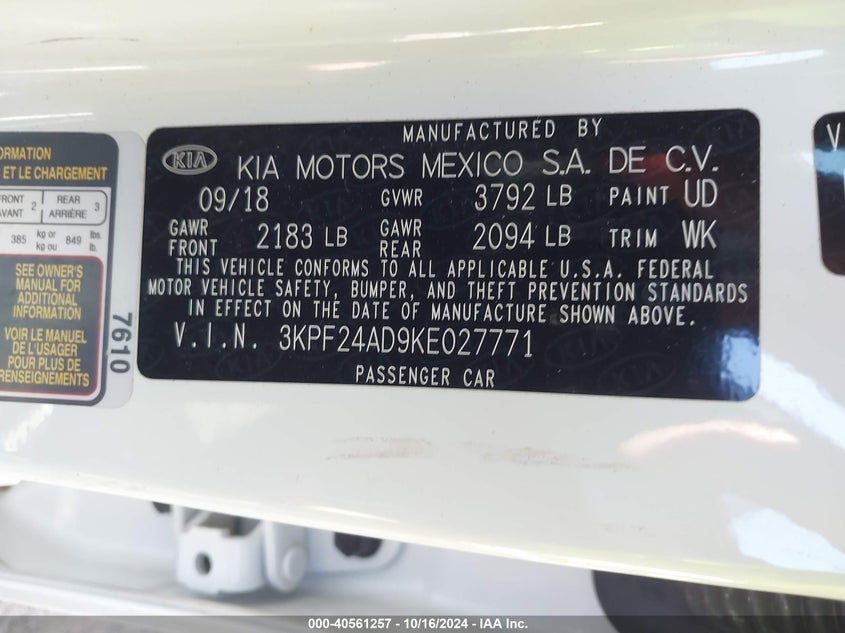 ORMATION
ET LE CHARGEMENT
FRONT 2 REAR 3
AVANT ARRIÈRE
385 kg or 849 lbs.
kg ou lb.
SEE OWNER'S
MANUAL FOR
ADDITIONAL
INFORMATION
VOIR LE MANUEL
DE L'USAGER
POUR PLUS DE
RENSEIGNEMENTS
7610
MANUFACTURED BY
KIA KIA MOTORS MEXICO S.A. DE C.V.
09/18 GVWR 3792 LB PAINT UD
GAWR FRONT 2183 LB GAWR REAR 2094 LB TRIM WK
THIS VEHICLE CONFORMS TO ALL APPLICABLE U.S.A. FEDERAL
MOTOR VEHICLE SAFETY, BUMPER, AND THEFT PREVENTION STANDARDS
IN EFFECT ON THE DATE OF MANUFACTURE SHOWN ABOVE.
V.I.N. 3KPF24AD9KE027771
PASSENGER CAR
V
000-40561257 - 10/16/2024 - IAA Inc.